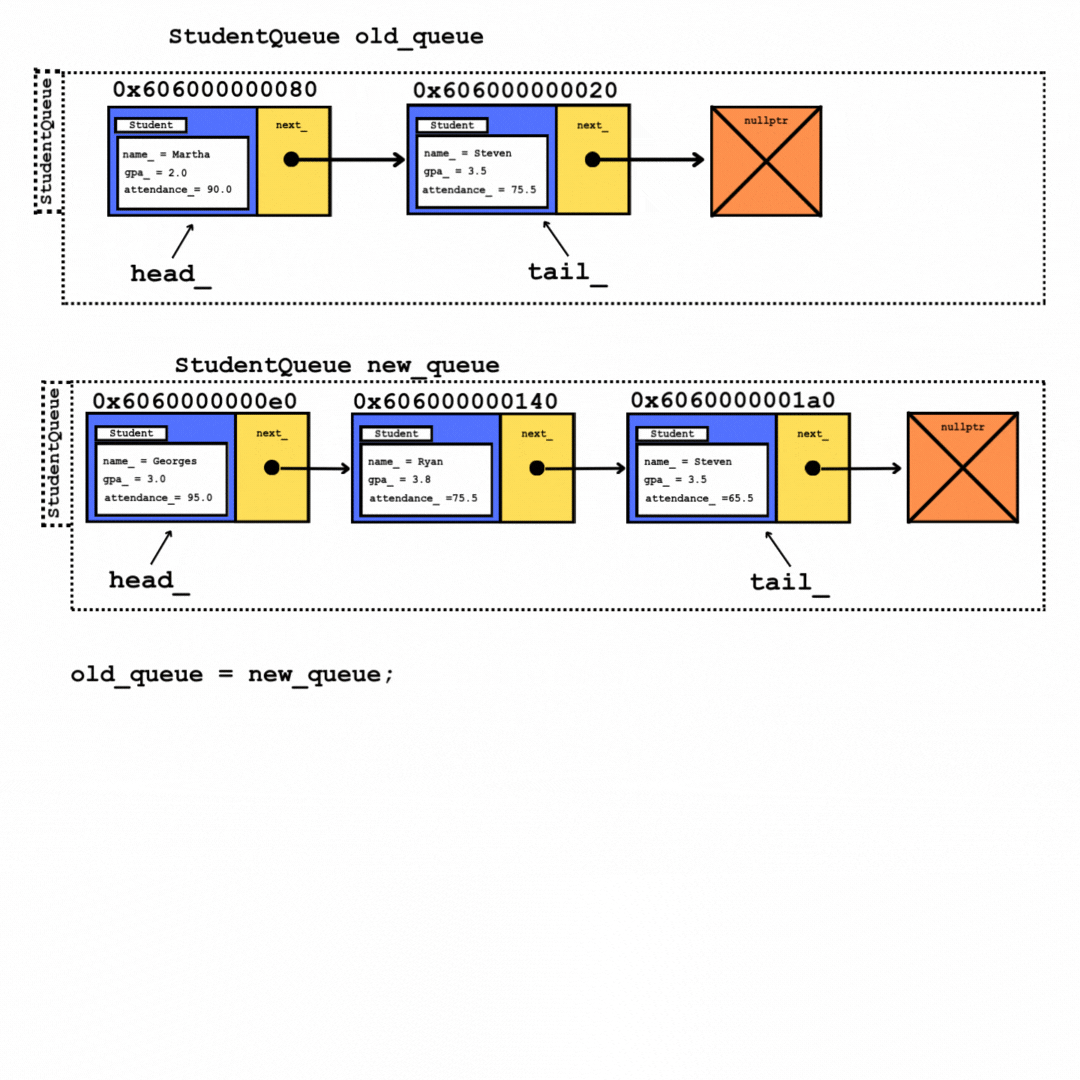 StudentQueue old_queue
StudentQueue
0x606000000080
Student
name_ = Martha
gpa_ = 2.0
attendance_= 90.0
next_
head_
0x606000000020
Student
name_ = Steven
gpa_ = 3.5
attendance_ = 75.5
next_
tail_
nullptr
StudentQueue new_queue
StudentQueue
0x6060000000e0
Student
name_ = Georges
gpa_ = 3.0
attendance_= 95.0
next_
head_
0x606000000140
Student
name_ = Ryan
gpa_ = 3.8
attendance_ =75.5
next_
0x6060000001a0
Student
name_ = Steven
gpa_ = 3.5
attendance_ =65.5
next_
tail_
nullptr
old_queue = new_queue;